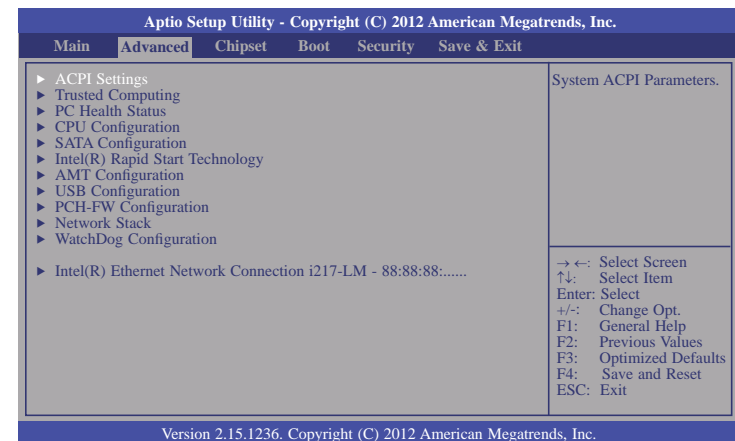 Aptio Setup Utility - Copyright (C) 2012 American Megatrends, Inc.
Main Advanced Chipset Boot Security Save & Exit
► ACPI Settings
► Trusted Computing
► PC Health Status
► CPU Configuration
► SATA Configuration
► Intel(R) Rapid Start Technology
► AMT Configuration
► USB Configuration
► PCH-FW Configuration
► Network Stack
► WatchDog Configuration
► Intel(R) Ethernet Network Connection i217-LM - 88:88:88:......
System ACPI Parameters.
→ ←: Select Screen
↑↓: Select Item
Enter: Select
+/-: Change Opt.
F1: General Help
F2: Previous Values
F3: Optimized Defaults
F4: Save and Reset
ESC: Exit
Version 2.15.1236. Copyright (C) 2012 American Megatrends, Inc.